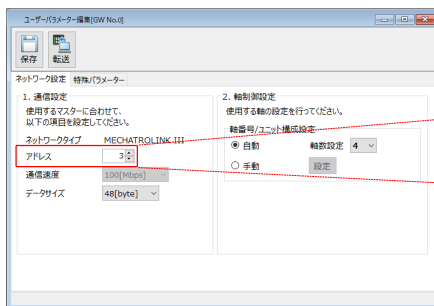 ユーザーパラメーター編集[GW No.0]
保存 転送
ネットワーク設定 特殊パラメーター
1. 通信設定
使用するマスターに合わせて、
以下の項目を設定してください。
ネットワークタイプ MECHATROLINK III
アドレス 3
通信速度 100[Mbps]
データサイズ 48[byte]
2. 軸制御設定
使用する軸の設定を行ってください。
軸番号/ユニット構成設定
自動 軸数設定 4
手動 設定